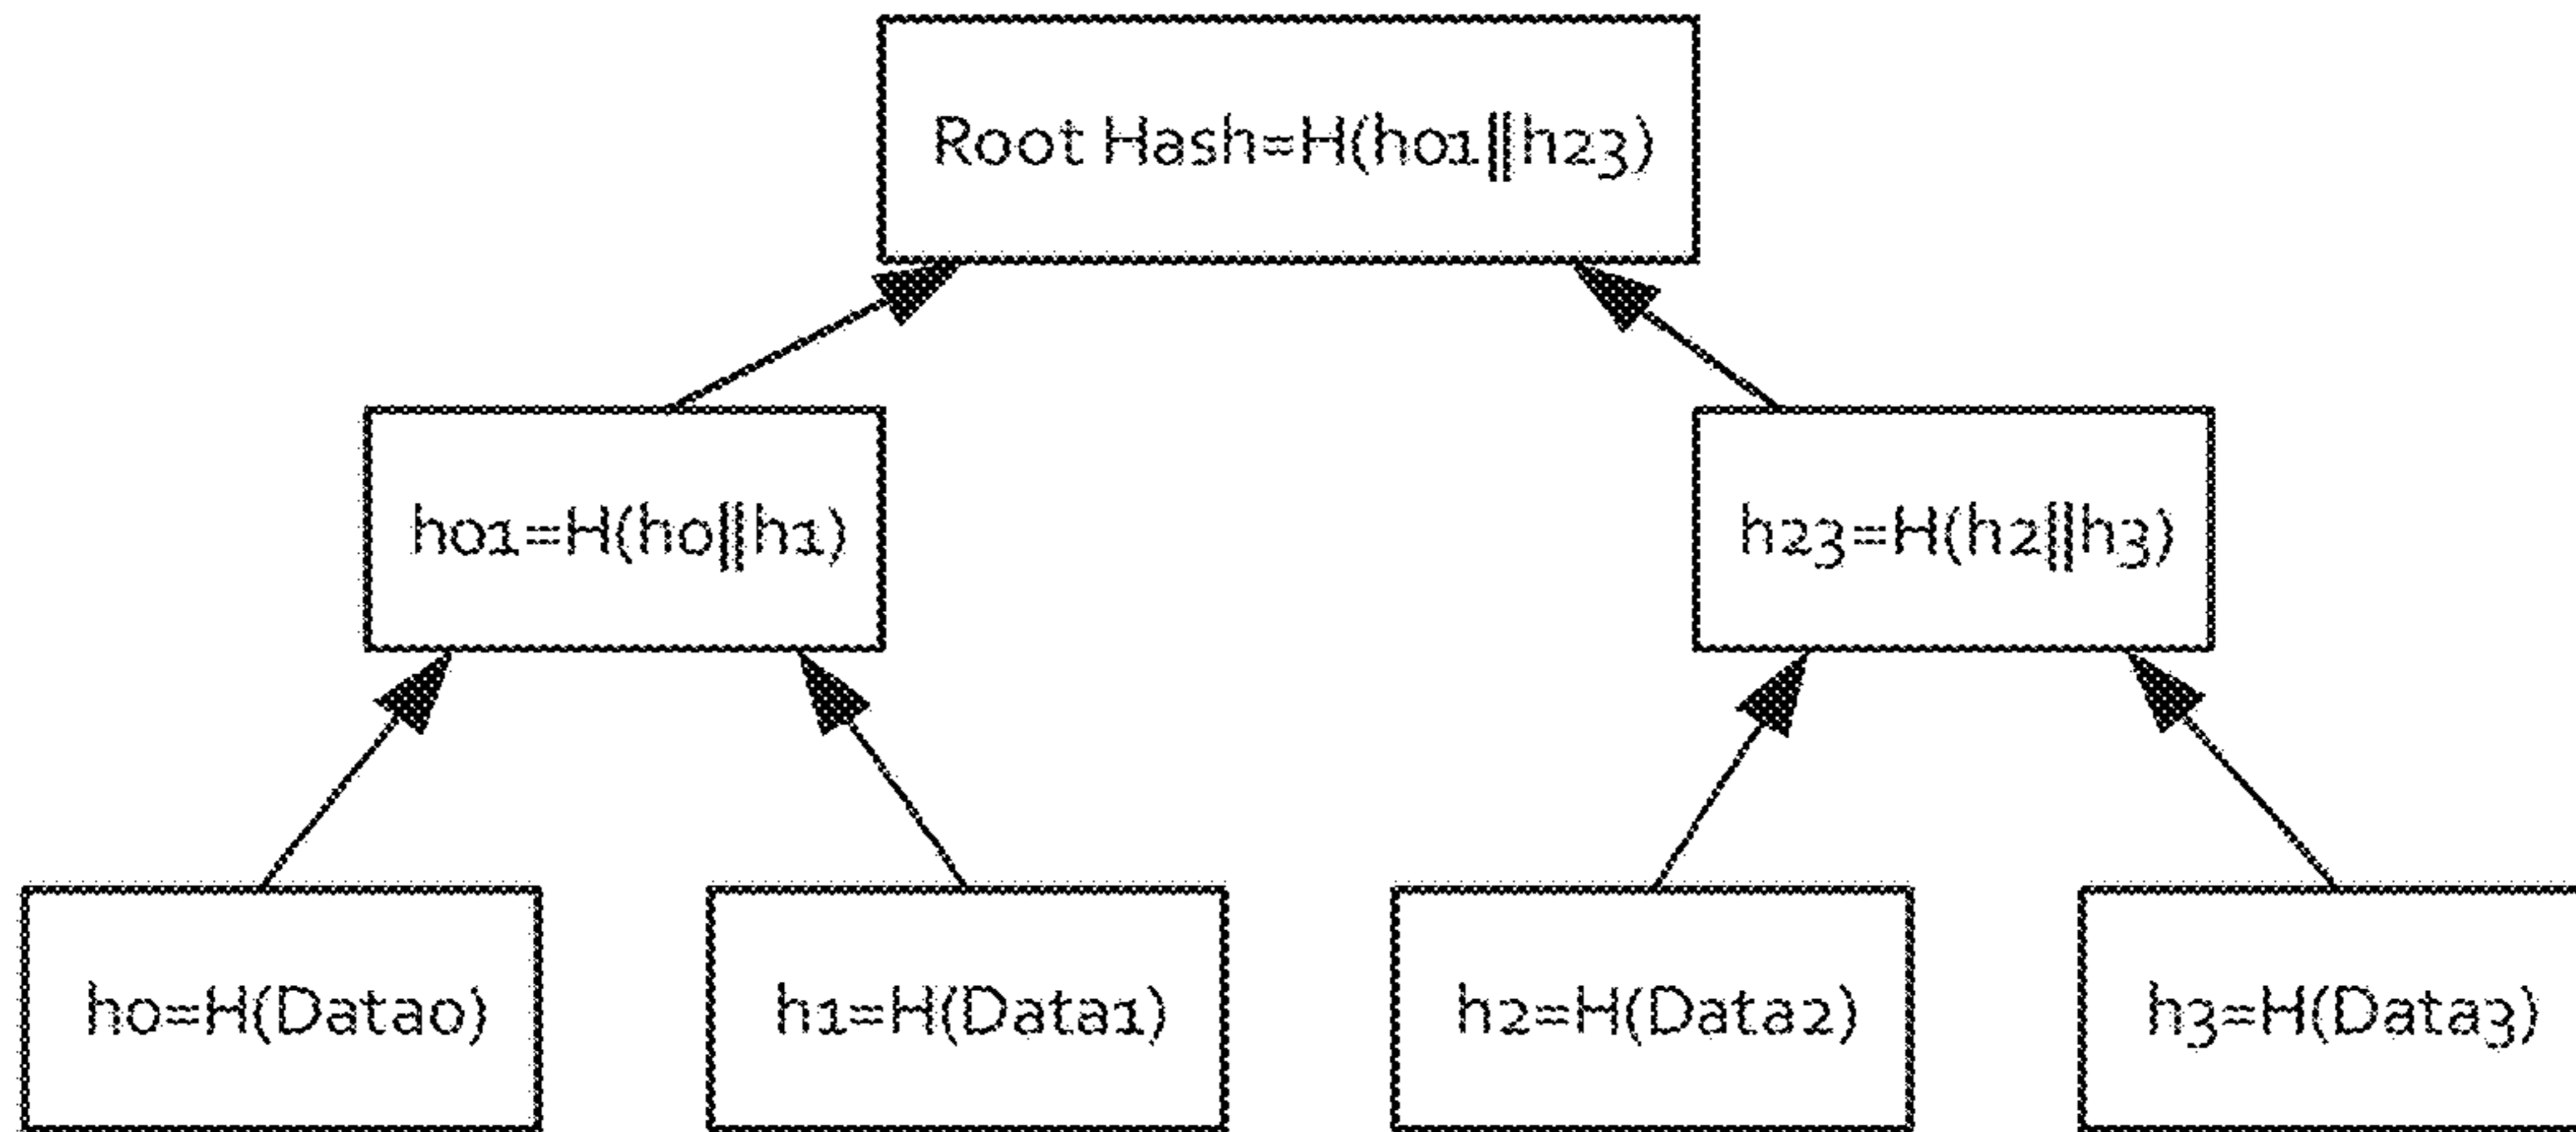 Root Hash=H(h01||h23)
h01=H(h0||h1)
h23=H(h2||h3)
h0=H(Data0)
h1=H(Data1)
h2=H(Data2)
h3=H(Data3)